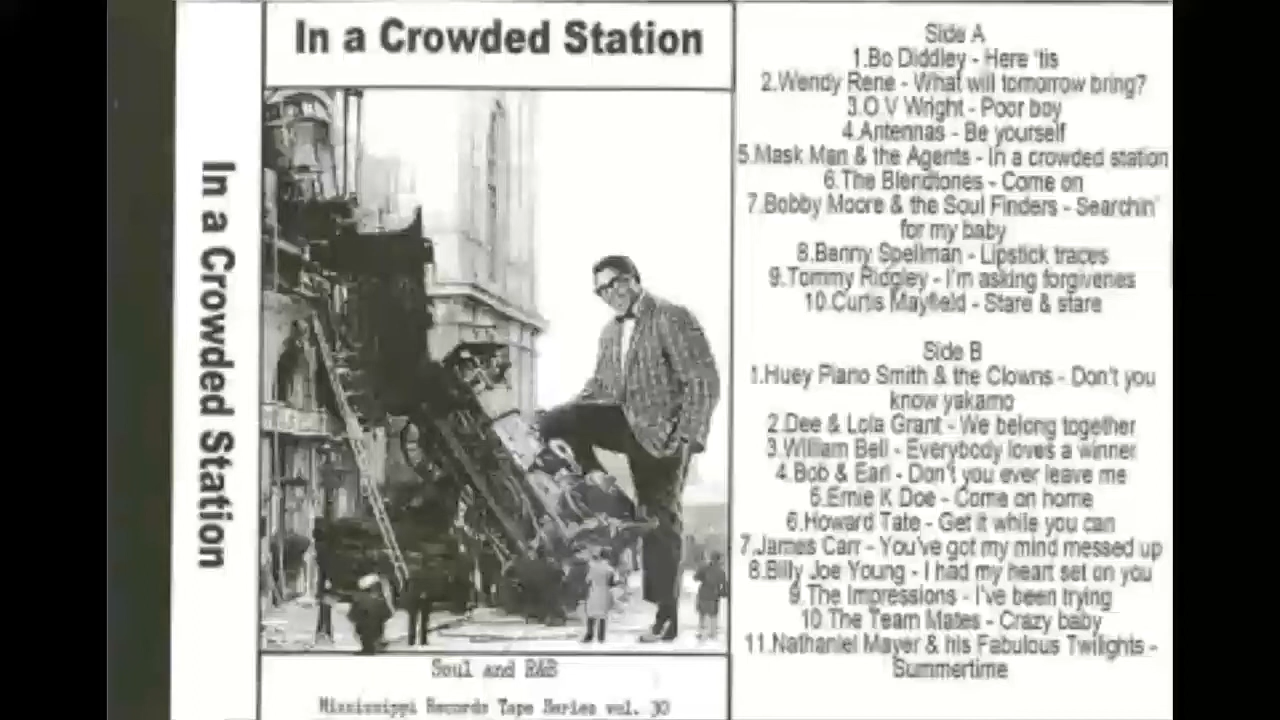 In a Crowded Station
In a Crowded Station
Soul and R&B
Mississippi Records Tape Series vol. 30
Side A
1.Bo Diddley - Here 'tis
2.Wendy Rene - What will tomorrow bring?
3.O V Wright - Poor boy
4.Antennas - Be yourself
5.Mask Man & the Agents - In a crowded station
6.The Blendtones - Come on
7.Bobby Moore & the Soul Finders - Searchin'
for my baby
8.Benny Spellman - Lipstick traces
9.Tommy Ridgley - I'm asking forgivenes
10.Curtis Mayfield - Stare & stare
Side B
1.Huey Piano Smith & the Clowns - Don't you
know yakamo
2.Dee & Lola Grant - We belong together
3.William Bell - Everybody loves a winner
4.Bob & Earl - Don't you ever leave me
5.Ernie K Doe - Come on home
6.Howard Tate - Get it while you can
7.James Carr - You've got my mind messed up
8.Billy Joe Young - I had my heart set on you
9.The Impressions - I've been trying
10.The Team Mates - Crazy baby
11.Nathaniel Mayer & his Fabulous Twilights -
Summertime